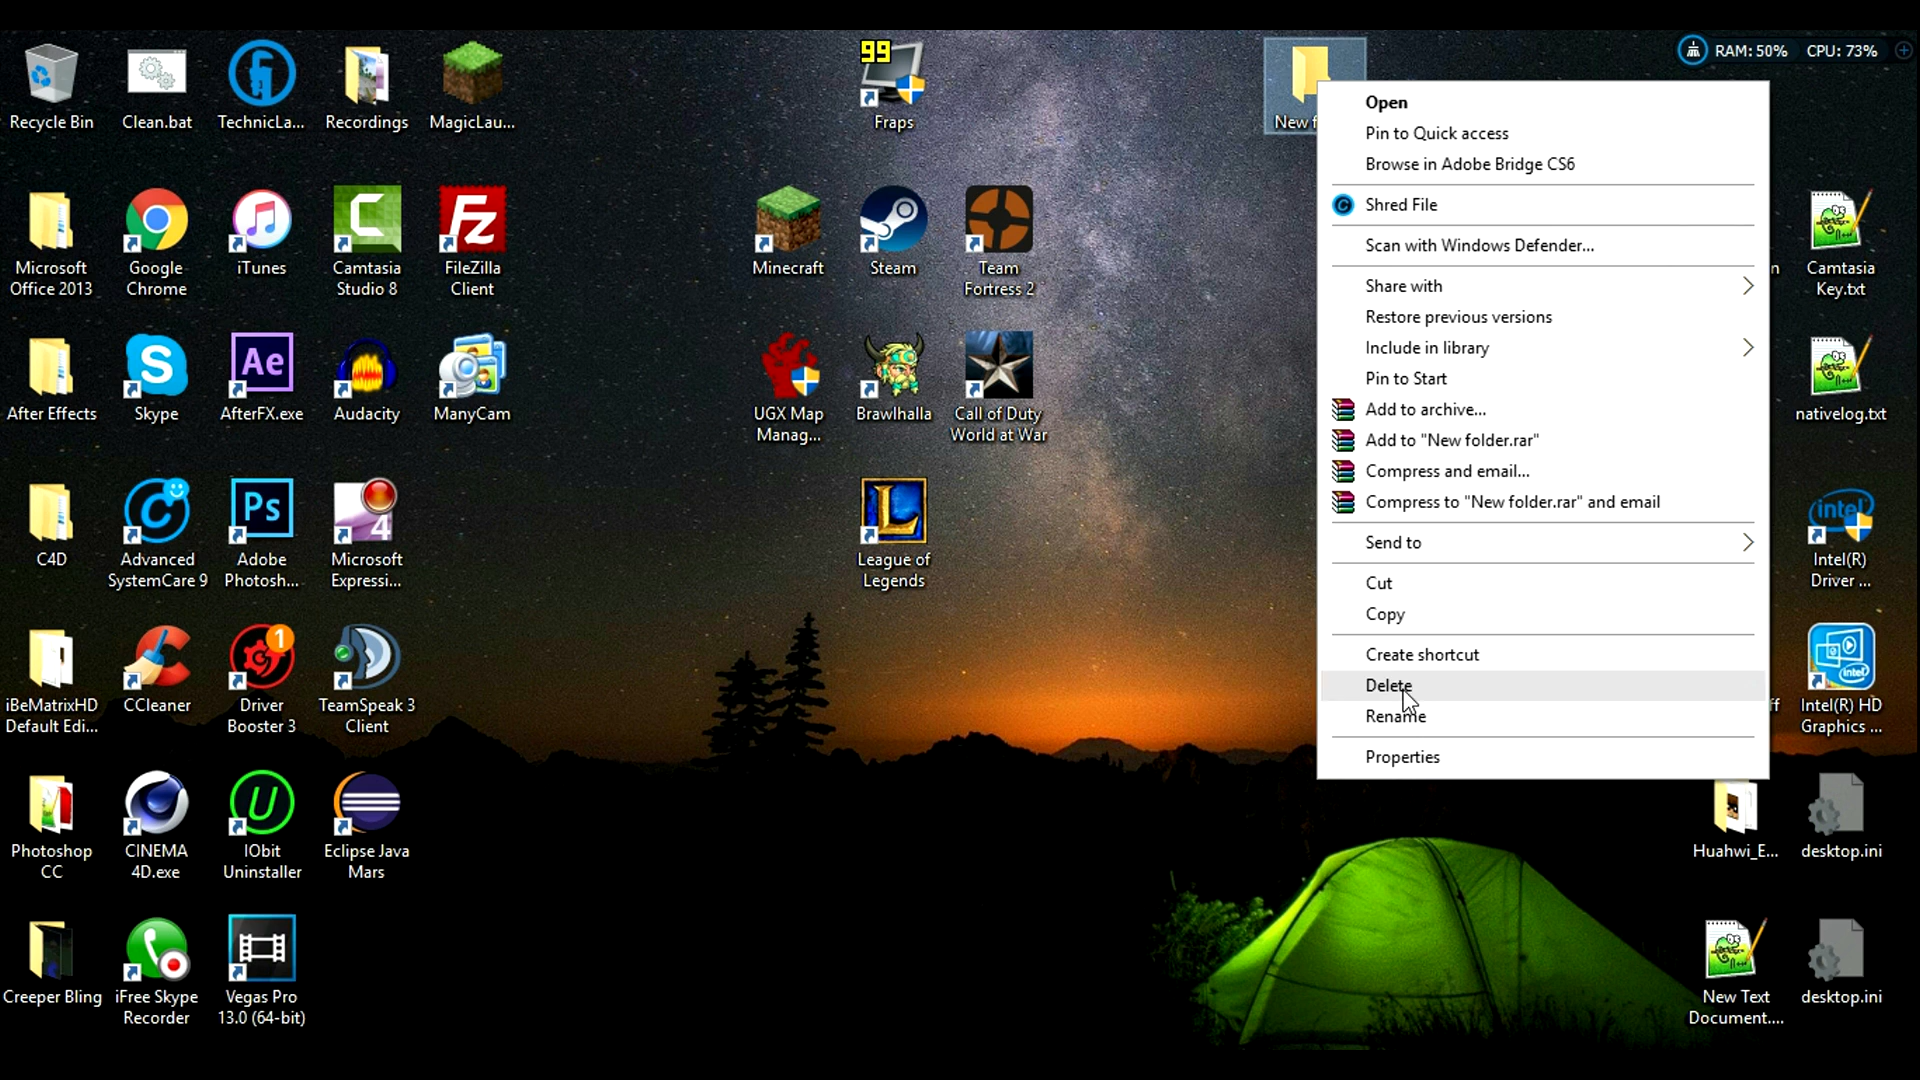 99
RAM: 50% CPU: 73%
Recycle Bin
Clean.bat
TechnicLa...
Recordings
MagicLau...
Fraps
New f
Microsoft
Office 2013
Google
Chrome
iTunes
Camtasia
Studio 8
FileZilla
Client
Minecraft
Steam
Team
Fortress 2
n
Camtasia
Key.txt
After Effects
Skype
Ae
AfterFX.exe
Audacity
ManyCam
UGX Map
Manag...
Brawlhalla
Call of Duty
World at War
nativelog.txt
C4D
Advanced
SystemCare 9
Ps
Adobe
Photosh...
4
Microsoft
Expressi...
League of
Legends
intel
Intel(R)
Driver ...
iBeMatrixHD
Default Edi...
CCleaner
1
Driver
Booster 3
TeamSpeak 3
Client
ff
intel
Intel(R) HD
Graphics ...
Photoshop
CC
CINEMA
4D.exe
IObit
Uninstaller
Eclipse Java
Mars
Huahwi_E...
desktop.ini
Creeper Bling
iFree Skype
Recorder
Vegas Pro
13.0 (64-bit)
New Text
Document....
desktop.ini
Open
Pin to Quick access
Browse in Adobe Bridge CS6
Shred File
Scan with Windows Defender...
Share with
Restore previous versions
Include in library
Pin to Start
Add to archive...
Add to "New folder.rar"
Compress and email...
Compress to "New folder.rar" and email
Send to
Cut
Copy
Create shortcut
Delete
Rename
Properties